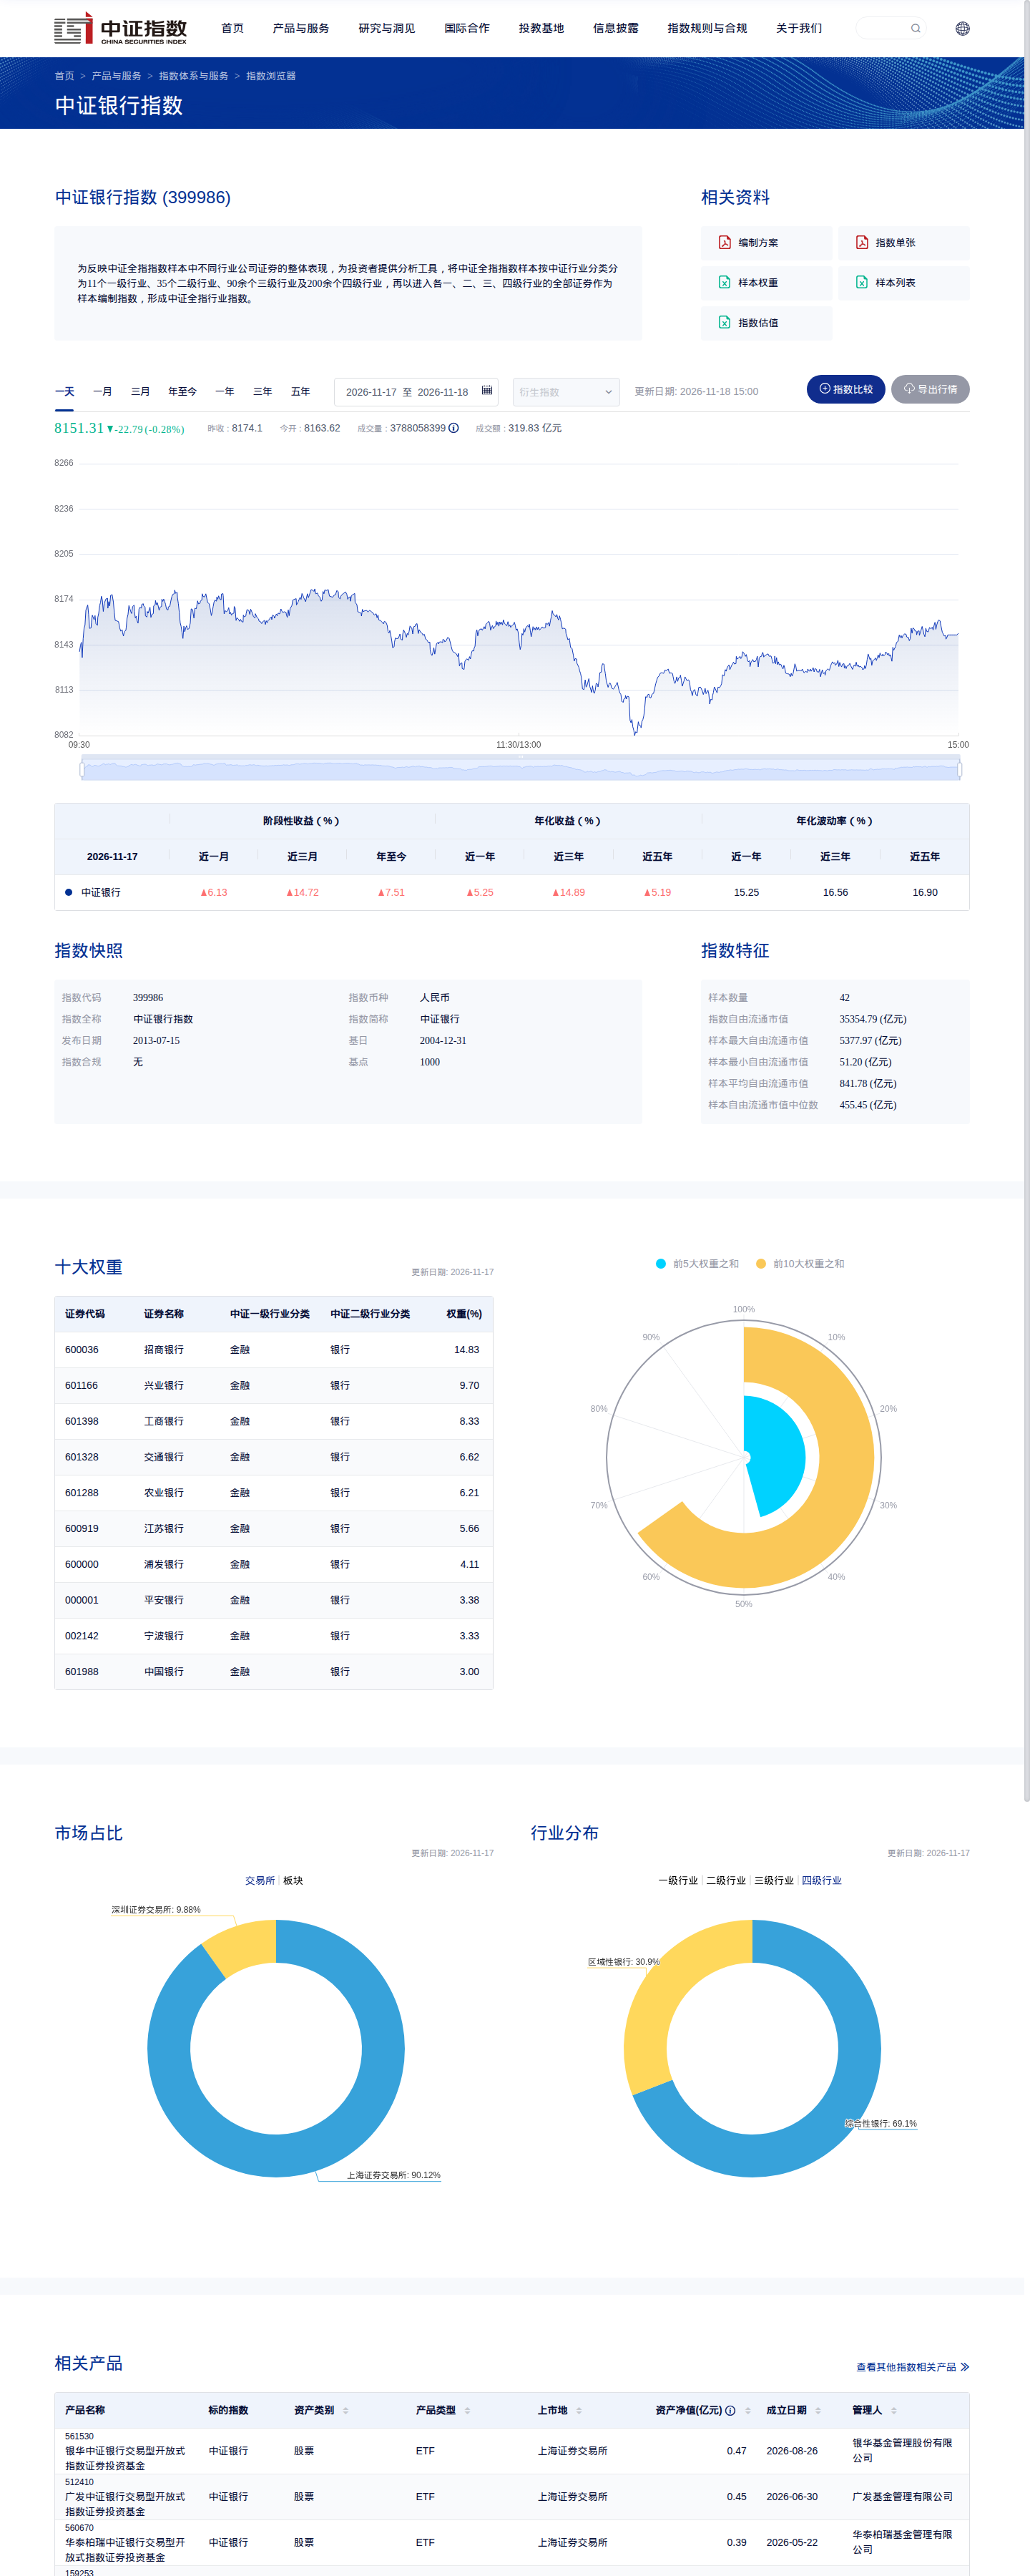 中证指数
CHINA SECURITIES INDEX
首页 产品与服务 研究与洞见 国际合作 投教基地 信息披露 指数规则与合规 关于我们
首页 > 产品与服务 > 指数体系与服务 > 指数浏览器
中证银行指数
中证银行指数 (399986)
为反映中证全指指数样本中不同行业公司证券的整体表现，为投资者提供分析工具，将中证全指指数样本按中证行业分类分
为11个一级行业、35个二级行业、90余个三级行业及200余个四级行业，再以进入各一、二、三、四级行业的全部证券作为
样本编制指数，形成中证全指行业指数。
相关资料
编制方案 指数单张
样本权重 样本列表
指数估值
一天 一月 三月 年至今 一年 三年 五年 2026-11-17 至 2026-11-18 衍生指数 更新日期: 2026-11-18 15:00 指数比较 导出行情
8151.31 ▼-22.79 (-0.28%) 昨收 : 8174.1 今开 : 8163.62 成交量 : 3788058399 成交额 : 319.83 亿元
8266
8236
8205
8174
8143
8113
8082
09:30 11:30/13:00 15:00
阶段性收益 ( % ) 年化收益 ( % ) 年化波动率 ( % )
2026-11-17 近一月 近三月 年至今 近一年 近三年 近五年 近一年 近三年 近五年
中证银行 ▲6.13 ▲14.72 ▲7.51 ▲5.25 ▲14.89 ▲5.19 15.25 16.56 16.90
指数快照
指数代码 399986 指数币种 人民币
指数全称 中证银行指数 指数简称 中证银行
发布日期 2013-07-15 基日 2004-12-31
指数合规 无 基点 1000
指数特征
样本数量 42
指数自由流通市值 35354.79 (亿元)
样本最大自由流通市值 5377.97 (亿元)
样本最小自由流通市值 51.20 (亿元)
样本平均自由流通市值 841.78 (亿元)
样本自由流通市值中位数 455.45 (亿元)
十大权重
更新日期: 2026-11-17
证券代码 证券名称 中证一级行业分类 中证二级行业分类 权重(%)
600036 招商银行 金融 银行 14.83
601166 兴业银行 金融 银行 9.70
601398 工商银行 金融 银行 8.33
601328 交通银行 金融 银行 6.62
601288 农业银行 金融 银行 6.21
600919 江苏银行 金融 银行 5.66
600000 浦发银行 金融 银行 4.11
000001 平安银行 金融 银行 3.38
002142 宁波银行 金融 银行 3.33
601988 中国银行 金融 银行 3.00
前5大权重之和 前10大权重之和
100%
90% 10%
80% 20%
70% 30%
60% 40%
50%
市场占比
更新日期: 2026-11-17
交易所 | 板块
深圳证券交易所: 9.88%
上海证券交易所: 90.12%
行业分布
更新日期: 2026-11-17
一级行业 | 二级行业 | 三级行业 | 四级行业
区域性银行: 30.9%
综合性银行: 69.1%
相关产品
查看其他指数相关产品
产品名称 标的指数 资产类别 产品类型 上市地 资产净值(亿元) 成立日期 管理人
561530
银华中证银行交易型开放式
指数证券投资基金
中证银行 股票 ETF 上海证券交易所 0.47 2026-08-26
银华基金管理股份有限
公司
512410
广发中证银行交易型开放式
指数证券投资基金
中证银行 股票 ETF 上海证券交易所 0.45 2026-06-30 广发基金管理有限公司
560670
华泰柏瑞中证银行交易型开
放式指数证券投资基金
中证银行 股票 ETF 上海证券交易所 0.39 2026-05-22
华泰柏瑞基金管理有限
公司
159253